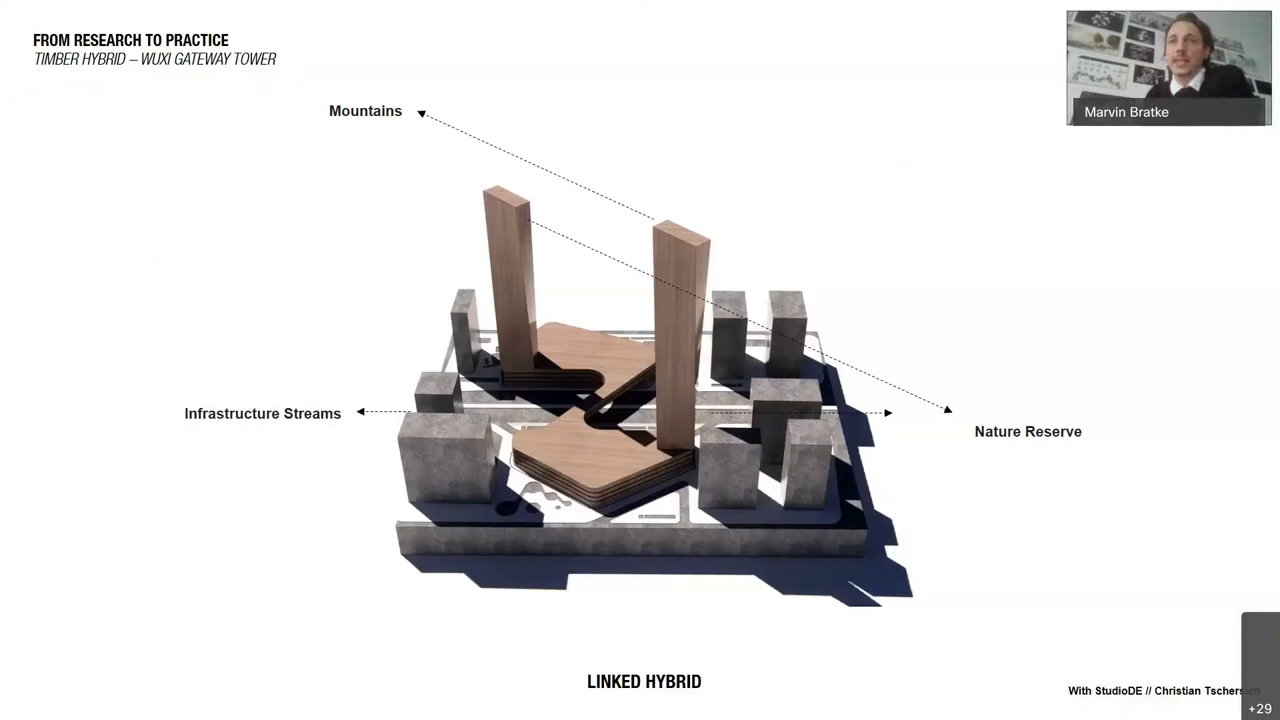 FROM RESEARCH TO PRACTICE
TIMBER HYBRID – WUXI GATEWAY TOWER
Marvin Bratke
Mountains
Infrastructure Streams
Nature Reserve
LINKED HYBRID
With StudioDE // Christian Tschersich
+29